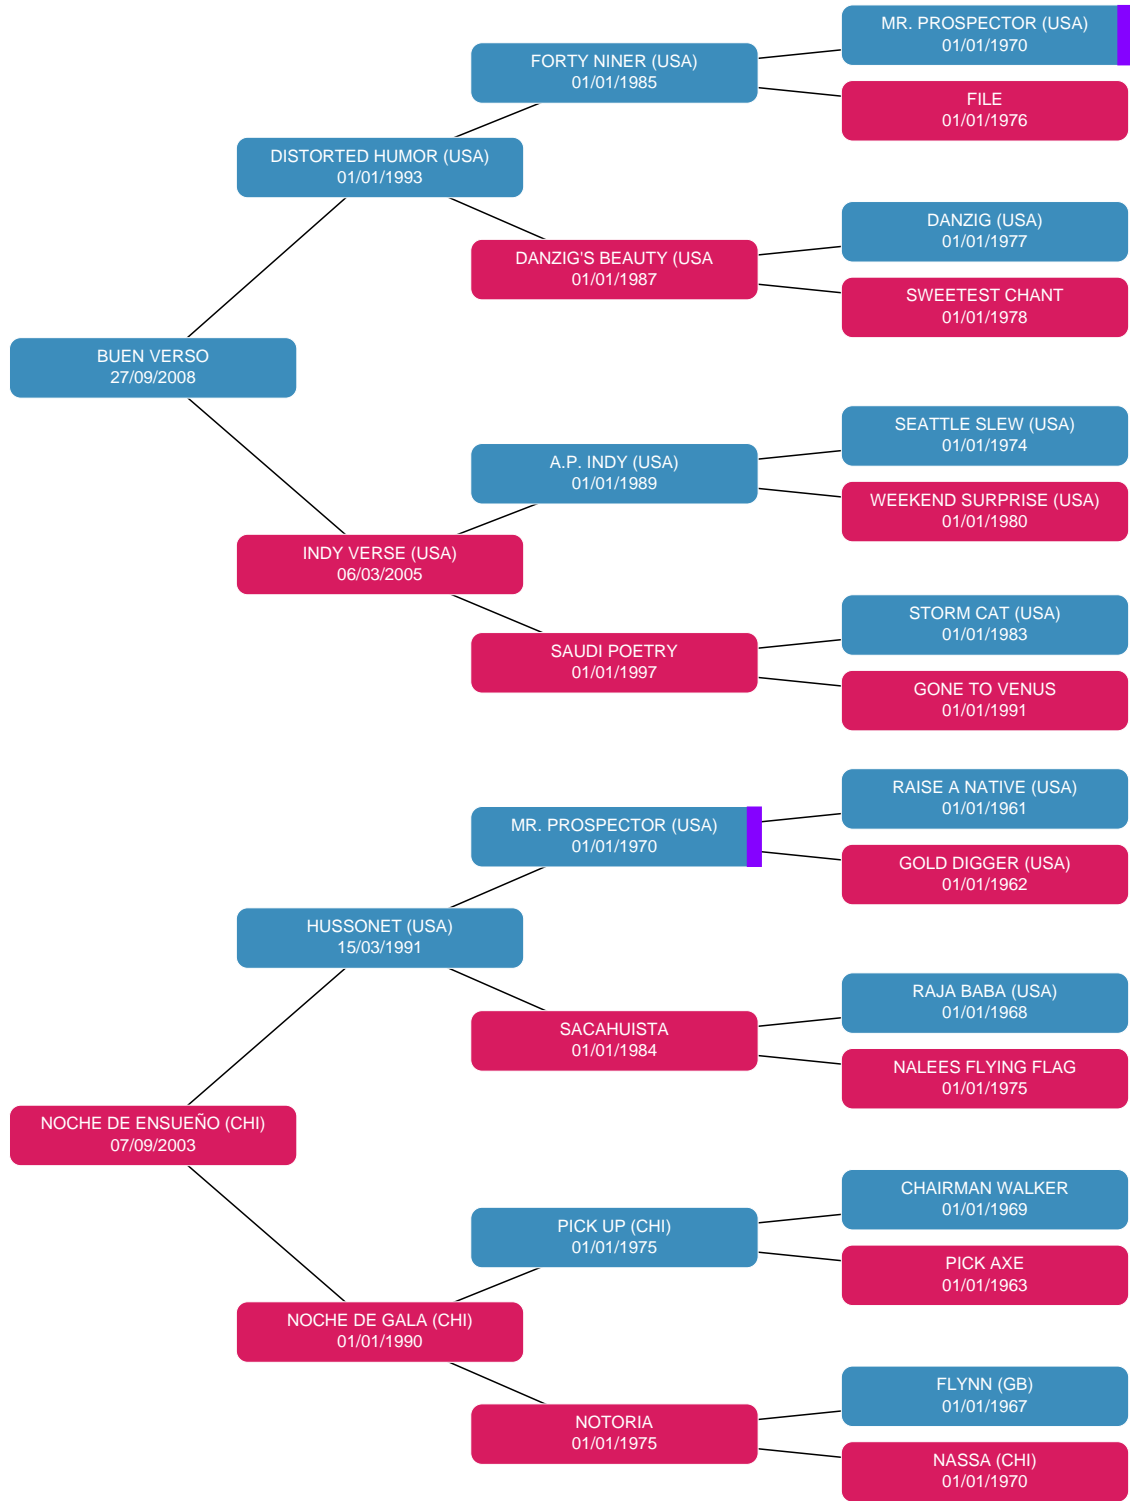 MR. PROSPECTOR (USA)
01/01/1970
FORTY NINER (USA)
01/01/1985
FILE
01/01/1976
DISTORTED HUMOR (USA)
01/01/1993
DANZIG (USA)
01/01/1977
DANZIG'S BEAUTY (USA
01/01/1987
SWEETEST CHANT
01/01/1978
BUEN VERSO
27/09/2008
SEATTLE SLEW (USA)
01/01/1974
A.P. INDY (USA)
01/01/1989
WEEKEND SURPRISE (USA)
01/01/1980
INDY VERSE (USA)
06/03/2005
STORM CAT (USA)
01/01/1983
SAUDI POETRY
01/01/1997
GONE TO VENUS
01/01/1991
RAISE A NATIVE (USA)
01/01/1961
MR. PROSPECTOR (USA)
01/01/1970
GOLD DIGGER (USA)
01/01/1962
HUSSONET (USA)
15/03/1991
RAJA BABA (USA)
01/01/1968
SACAHUISTA
01/01/1984
NALEES FLYING FLAG
01/01/1975
NOCHE DE ENSUEÑO (CHI)
07/09/2003
CHAIRMAN WALKER
01/01/1969
PICK UP (CHI)
01/01/1975
PICK AXE
01/01/1963
NOCHE DE GALA (CHI)
01/01/1990
FLYNN (GB)
01/01/1967
NOTORIA
01/01/1975
NASSA (CHI)
01/01/1970